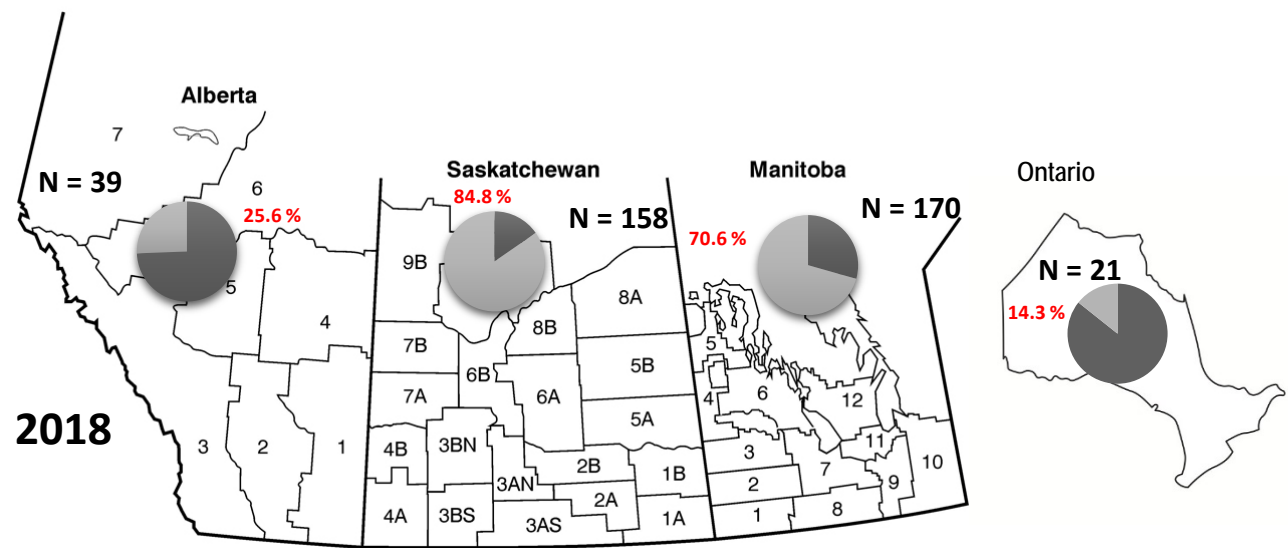 Alberta
7
N = 39
6
25.6 %
5
4
3
2
1
2018
Saskatchewan
84.8 %
N = 158
9B
8A
8B
7B
6B
5B
7A
6A
5A
4B
3BN
2B
1B
3AN
2A
4A
3BS
3AS
1A
Manitoba
N = 170
70.6 %
5
4
6
12
3
11
7
10
2
9
1
8
Ontario
N = 21
14.3 %